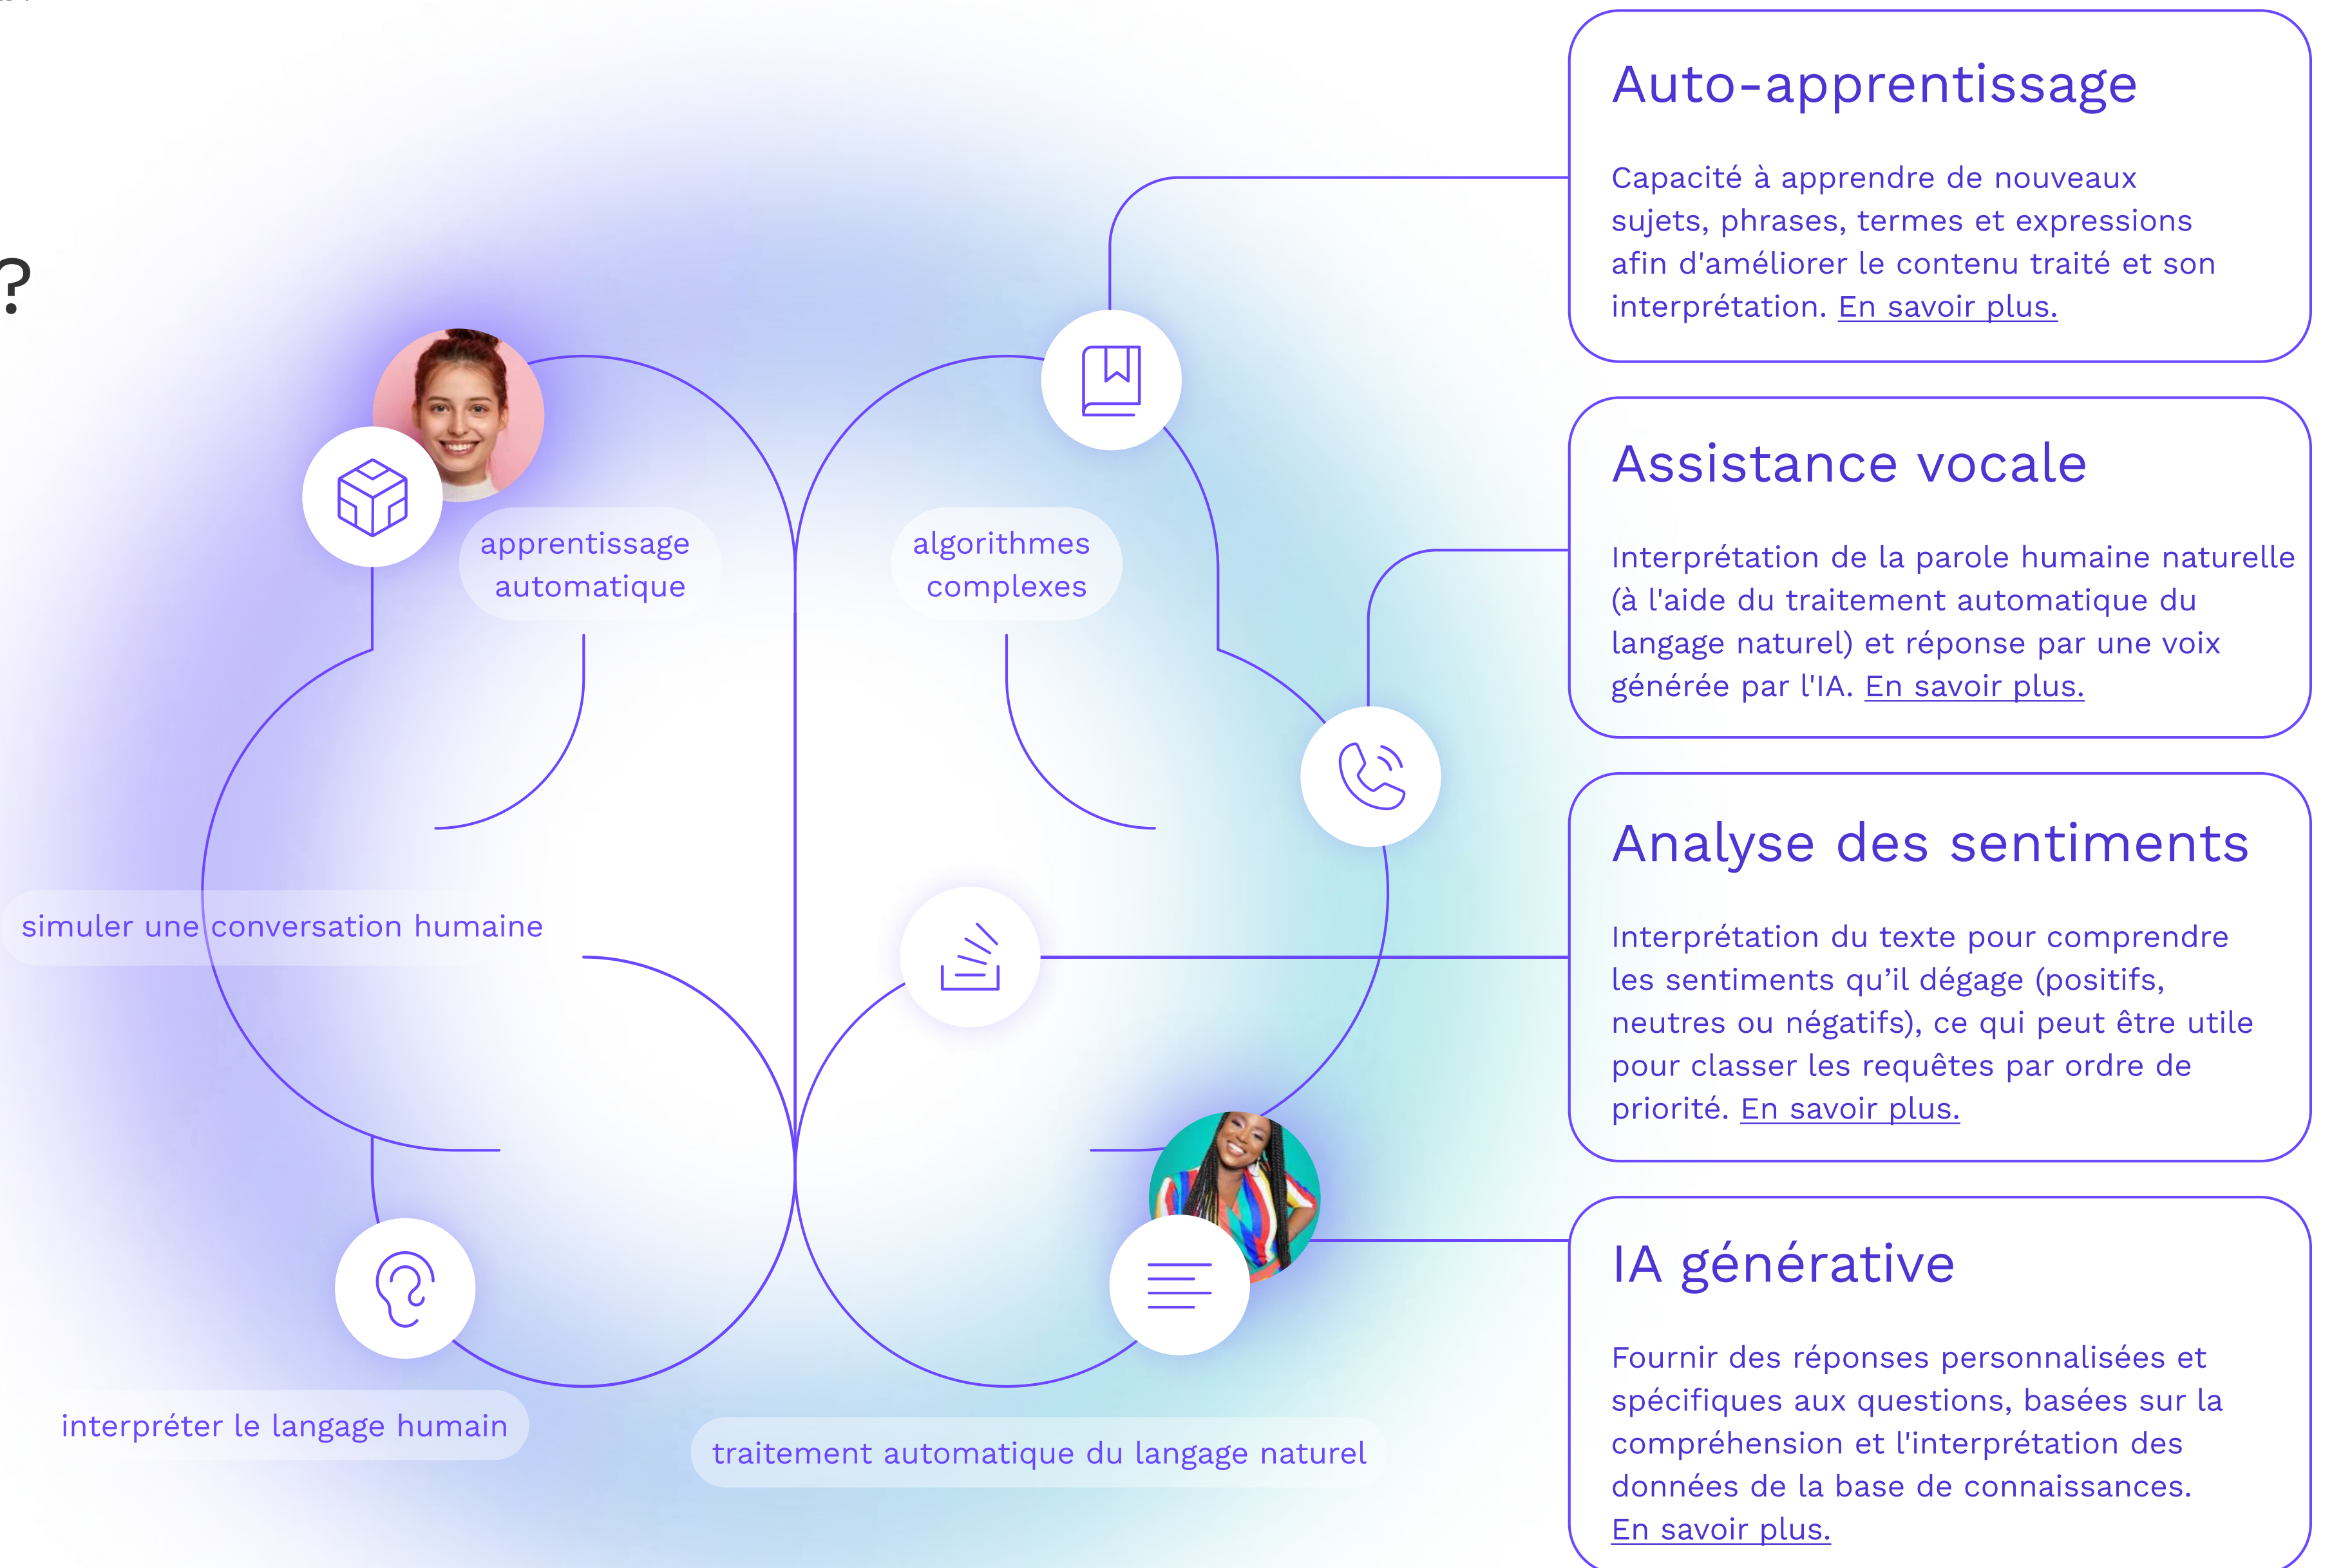 ?
apprentissage
automatique
algorithmes
complexes
simuler une conversation humaine
interpréter le langage humain
traitement automatique du langage naturel
Auto-apprentissage
Capacité à apprendre de nouveaux
sujets, phrases, termes et expressions
afin d'améliorer le contenu traité et son
interprétation. En savoir plus.
Assistance vocale
Interprétation de la parole humaine naturelle
(à l'aide du traitement automatique du
langage naturel) et réponse par une voix
générée par l'IA. En savoir plus.
Analyse des sentiments
Interprétation du texte pour comprendre
les sentiments qu’il dégage (positifs,
neutres ou négatifs), ce qui peut être utile
pour classer les requêtes par ordre de
priorité. En savoir plus.
IA générative
Fournir des réponses personnalisées et
spécifiques aux questions, basées sur la
compréhension et l'interprétation des
données de la base de connaissances.
En savoir plus.